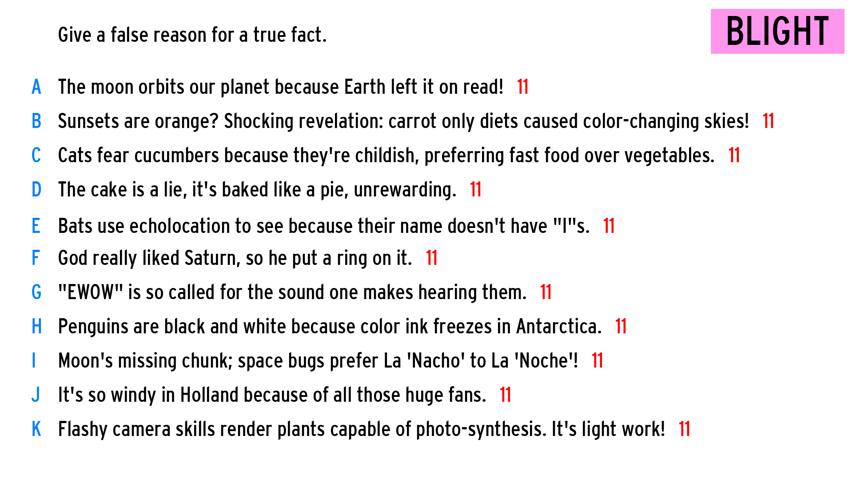 Give a false reason for a true fact.
BLIGHT
A The moon orbits our planet because Earth left it on read! 11
B Sunsets are orange? Shocking revelation: carrot only diets caused color-changing skies! 11
C Cats fear cucumbers because they're childish, preferring fast food over vegetables. 11
D The cake is a lie, it's baked like a pie, unrewarding. 11
E Bats use echolocation to see because their name doesn't have "I"s. 11
F God really liked Saturn, so he put a ring on it. 11
G "EWOW" is so called for the sound one makes hearing them. 11
H Penguins are black and white because color ink freezes in Antarctica. 11
I Moon's missing chunk; space bugs prefer La 'Nacho' to La 'Noche'! 11
J It's so windy in Holland because of all those huge fans. 11
K Flashy camera skills render plants capable of photo-synthesis. It's light work! 11